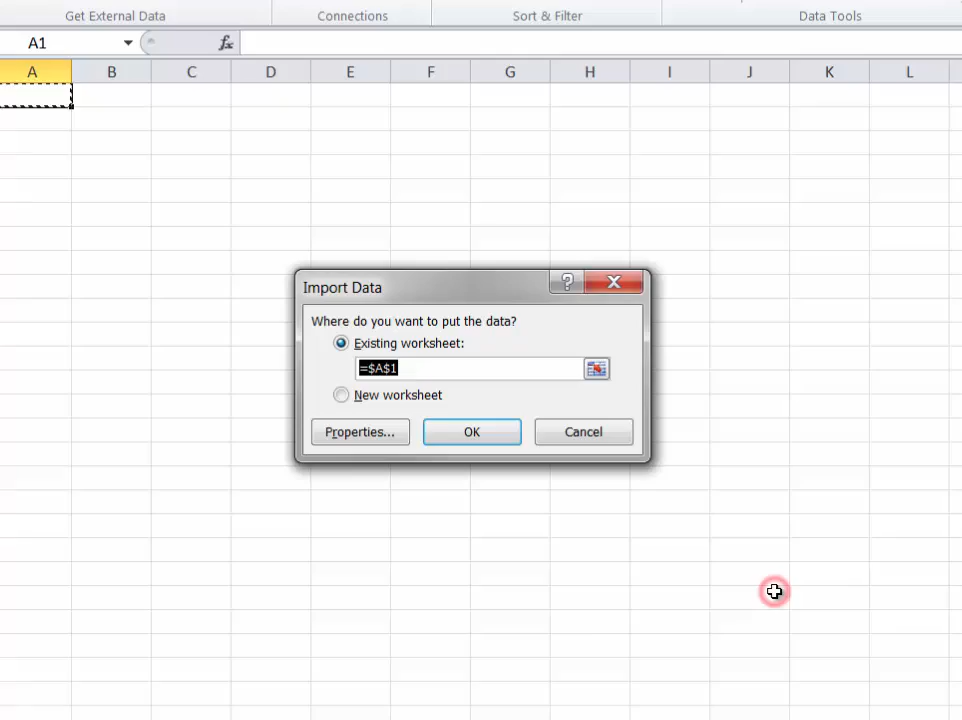 Get External Data Connections Sort & Filter Data Tools
A1 fx
A B C D E F G H I J K L
Import Data ? X
Where do you want to put the data?
Existing worksheet:
=$A$1
New worksheet
Properties... OK Cancel